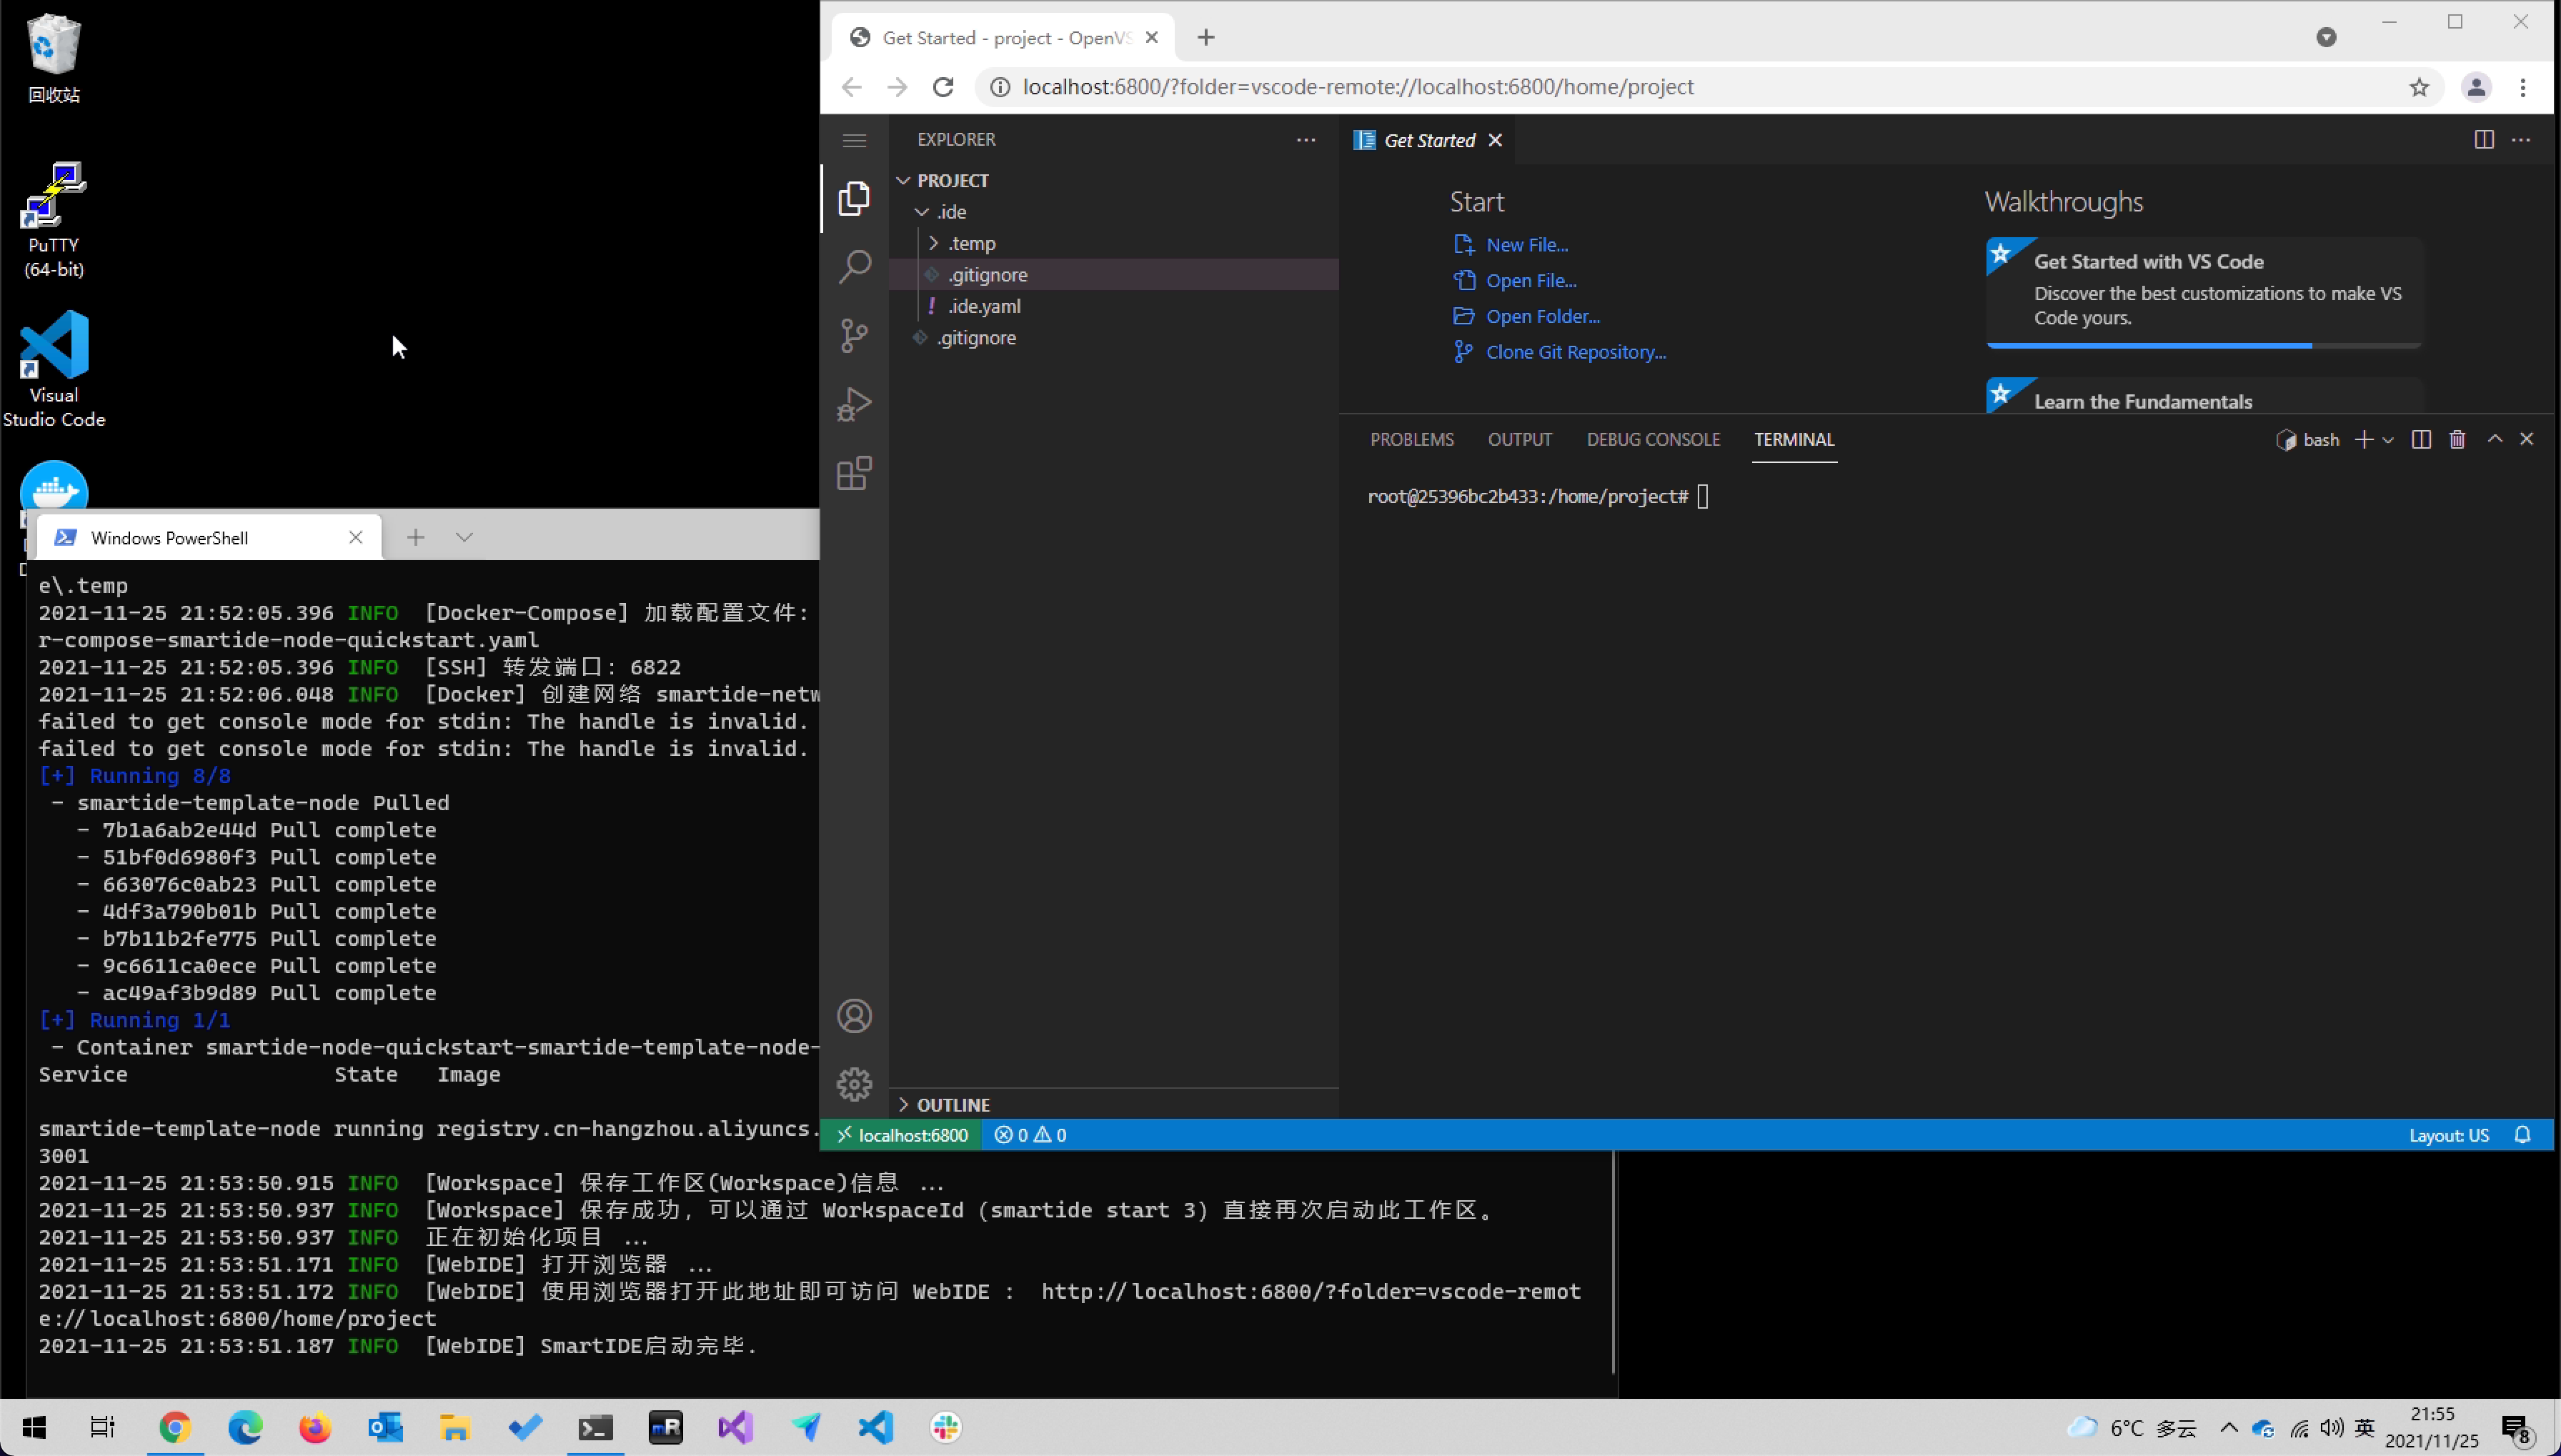 回收站
PuTTY
(64-bit)
Visual
Studio Code
Get Started - project - OpenVS
localhost:6800/?folder=vscode-remote://localhost:6800/home/project
EXPLORER
PROJECT
.ide
.temp
.gitignore
! .ide.yaml
.gitignore
OUTLINE
Get Started
Start
New File...
Open File...
Open Folder...
Clone Git Repository...
Walkthroughs
Get Started with VS Code
Discover the best customizations to make VS
Code yours.
Learn the Fundamentals
PROBLEMS OUTPUT DEBUG CONSOLE TERMINAL
bash
root@25396bc2b433:/home/project#
localhost:6800 0 0
Layout: US
Windows PowerShell
e\.temp
2021-11-25 21:52:05.396 INFO [Docker-Compose] 加载配置文件:
r-compose-smartide-node-quickstart.yaml
2021-11-25 21:52:05.396 INFO [SSH] 转发端口: 6822
2021-11-25 21:52:06.048 INFO [Docker] 创建网络 smartide-netw
failed to get console mode for stdin: The handle is invalid.
failed to get console mode for stdin: The handle is invalid.
[+] Running 8/8
- smartide-template-node Pulled
- 7b1a6ab2e44d Pull complete
- 51bf0d6980f3 Pull complete
- 663076c0ab23 Pull complete
- 4df3a790b01b Pull complete
- b7b11b2fe775 Pull complete
- 9c6611ca0ece Pull complete
- ac49af3b9d89 Pull complete
[+] Running 1/1
- Container smartide-node-quickstart-smartide-template-node-
Service State Image
smartide-template-node running registry.cn-hangzhou.aliyuncs.
3001
2021-11-25 21:53:50.915 INFO [Workspace] 保存工作区(Workspace)信息 ...
2021-11-25 21:53:50.937 INFO [Workspace] 保存成功，可以通过 WorkspaceId (smartide start 3) 直接再次启动此工作区。
2021-11-25 21:53:50.937 INFO 正在初始化项目 ...
2021-11-25 21:53:51.171 INFO [WebIDE] 打开浏览器 ...
2021-11-25 21:53:51.172 INFO [WebIDE] 使用浏览器打开此地址即可访问 WebIDE : http://localhost:6800/?folder=vscode-remot
e://localhost:6800/home/project
2021-11-25 21:53:51.187 INFO [WebIDE] SmartIDE启动完毕.
mR
6°C 多云
英
21:55
2021/11/25
8